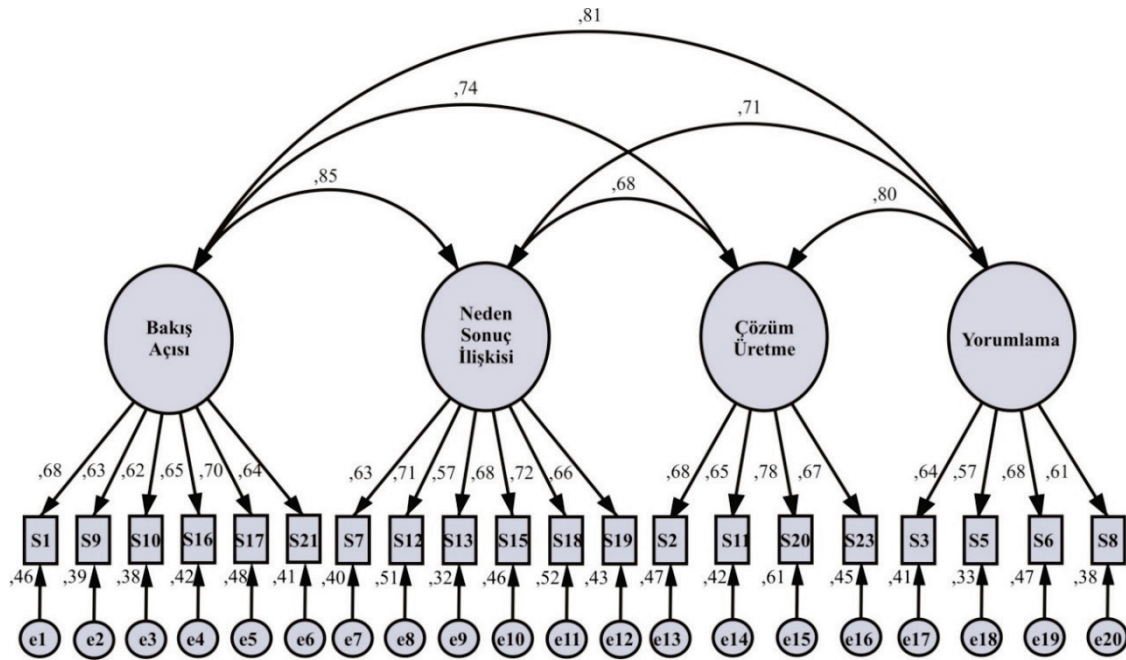 ,81
,74
,71
,85
,68
,80
Bakış
Açısı
Neden
Sonuç
İlişkisi
Çözüm
Üretme
Yorumlama
,68 ,63 ,62 ,65 ,70 ,64 ,63 ,71 ,57 ,68 ,72 ,66 ,68 ,65 ,78 ,67 ,64 ,57 ,68 ,61
S1 S9 S10 S16 S17 S21 S7 S12 S13 S15 S18 S19 S2 S11 S20 S23 S3 S5 S6 S8
,46 ,39 ,38 ,42 ,48 ,41 ,40 ,51 ,32 ,46 ,52 ,43 ,47 ,42 ,61 ,45 ,41 ,33 ,47 ,38
e1 e2 e3 e4 e5 e6 e7 e8 e9 e10 e11 e12 e13 e14 e15 e16 e17 e18 e19 e20